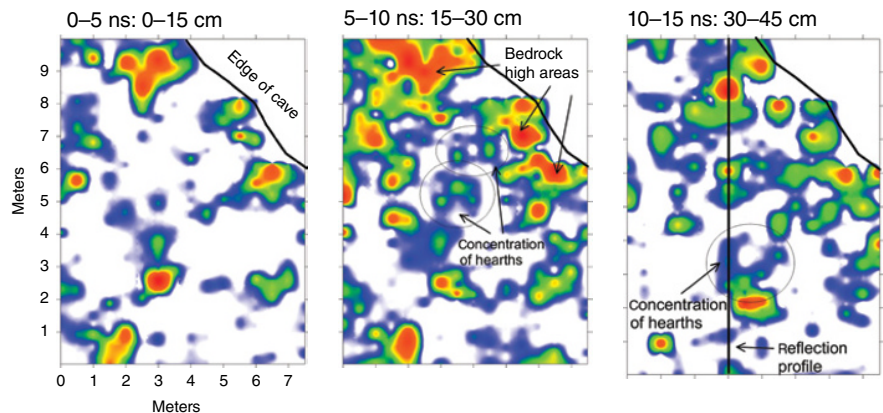 0–5 ns: 0–15 cm
5–10 ns: 15–30 cm
10–15 ns: 30–45 cm
Edge of cave
Meters
9
8
7
6
5
4
3
2
1
0 1 2 3 4 5 6 7
Meters
Bedrock
high areas
Concentration
of hearths
Concentration
of hearths
Reflection
profile